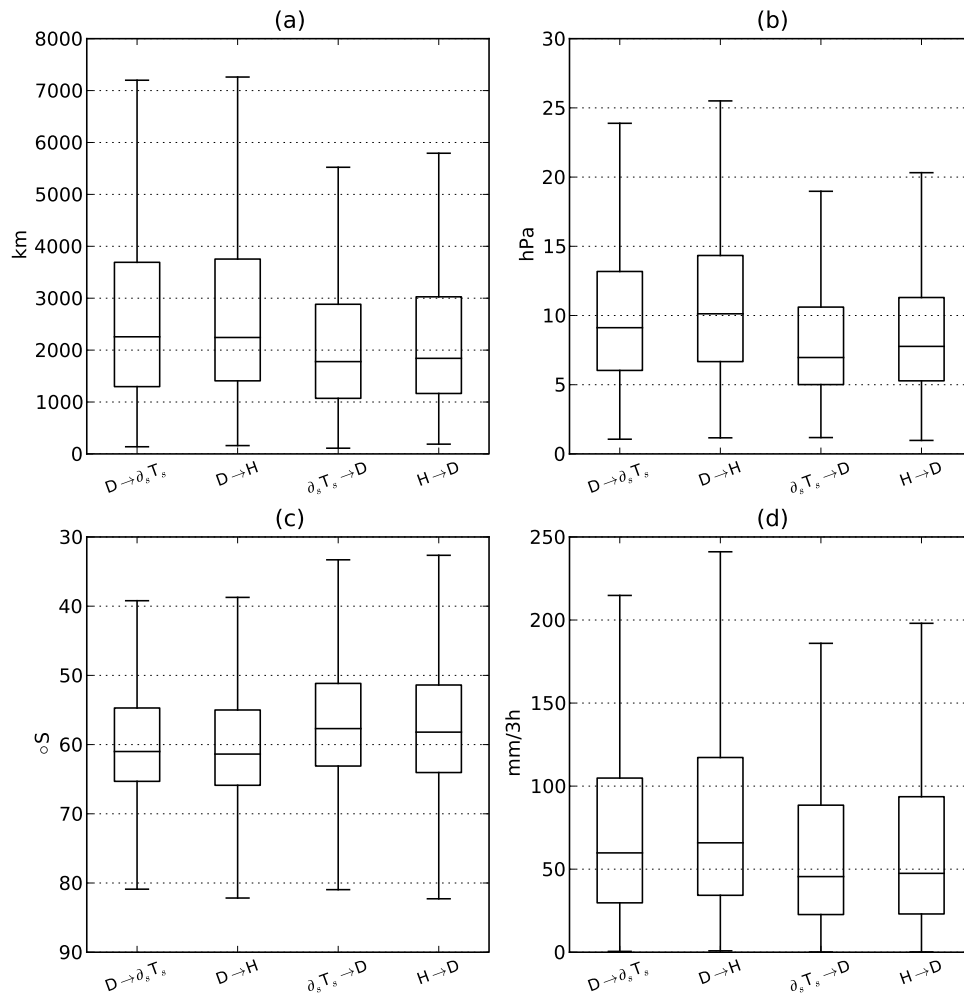 (a)
8000
7000
6000
5000
4000
3000
2000
1000
0
km
D→∂ₛTₛ
D→H
∂ₛTₛ→D
H→D
(b)
30
25
20
15
10
5
0
hPa
D→∂ₛTₛ
D→H
∂ₛTₛ→D
H→D
(c)
30
40
50
60
70
80
90
∘S
D→∂ₛTₛ
D→H
∂ₛTₛ→D
H→D
(d)
250
200
150
100
50
0
mm/3h
D→∂ₛTₛ
D→H
∂ₛTₛ→D
H→D